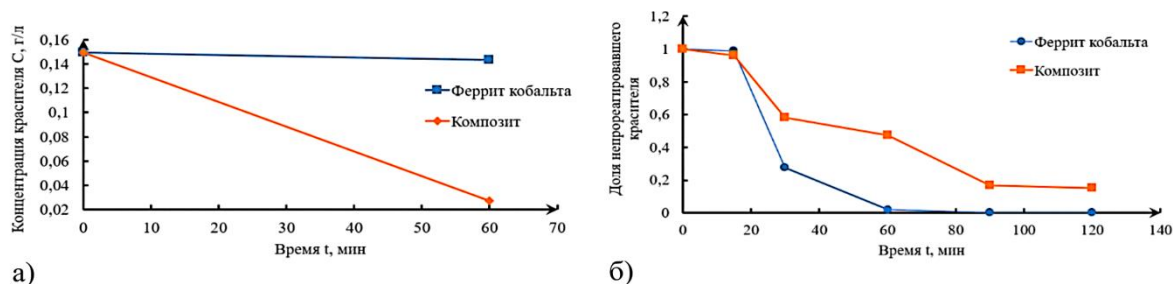 Концентрация красителя С, г/л
0,16
0,14
0,12
0,1
0,08
0,06
0,04
0,02
0
10
20
30
40
50
60
70
Время t, мин
Феррит кобальта
Композит
а)
Доля непрореагировавшего
красителя
1,2
1
0,8
0,6
0,4
0,2
0
0
20
40
60
80
100
120
140
Время t, мин
Феррит кобальта
Композит
б)